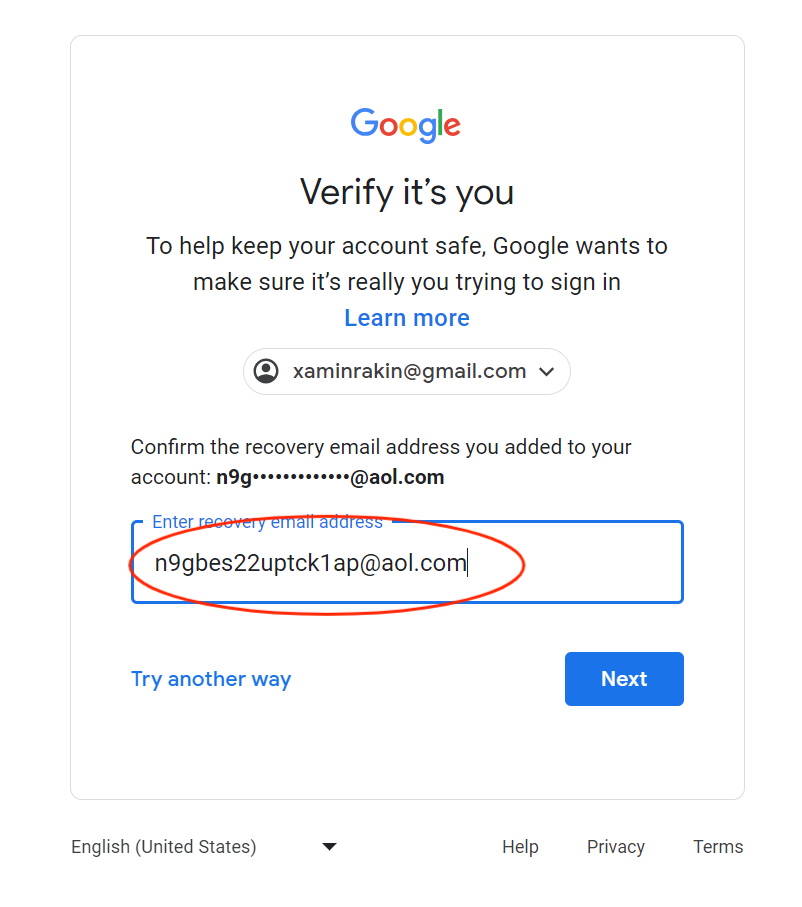 Google
Verify it’s you
To help keep your account safe, Google wants to
make sure it’s really you trying to sign in
Learn more
xaminrakin@gmail.com
Confirm the recovery email address you added to your
account: n9g•••••••••••••@aol.com
Enter recovery email address
n9gbes22uptck1ap@aol.com
Try another way
Next
English (United States)
Help
Privacy
Terms